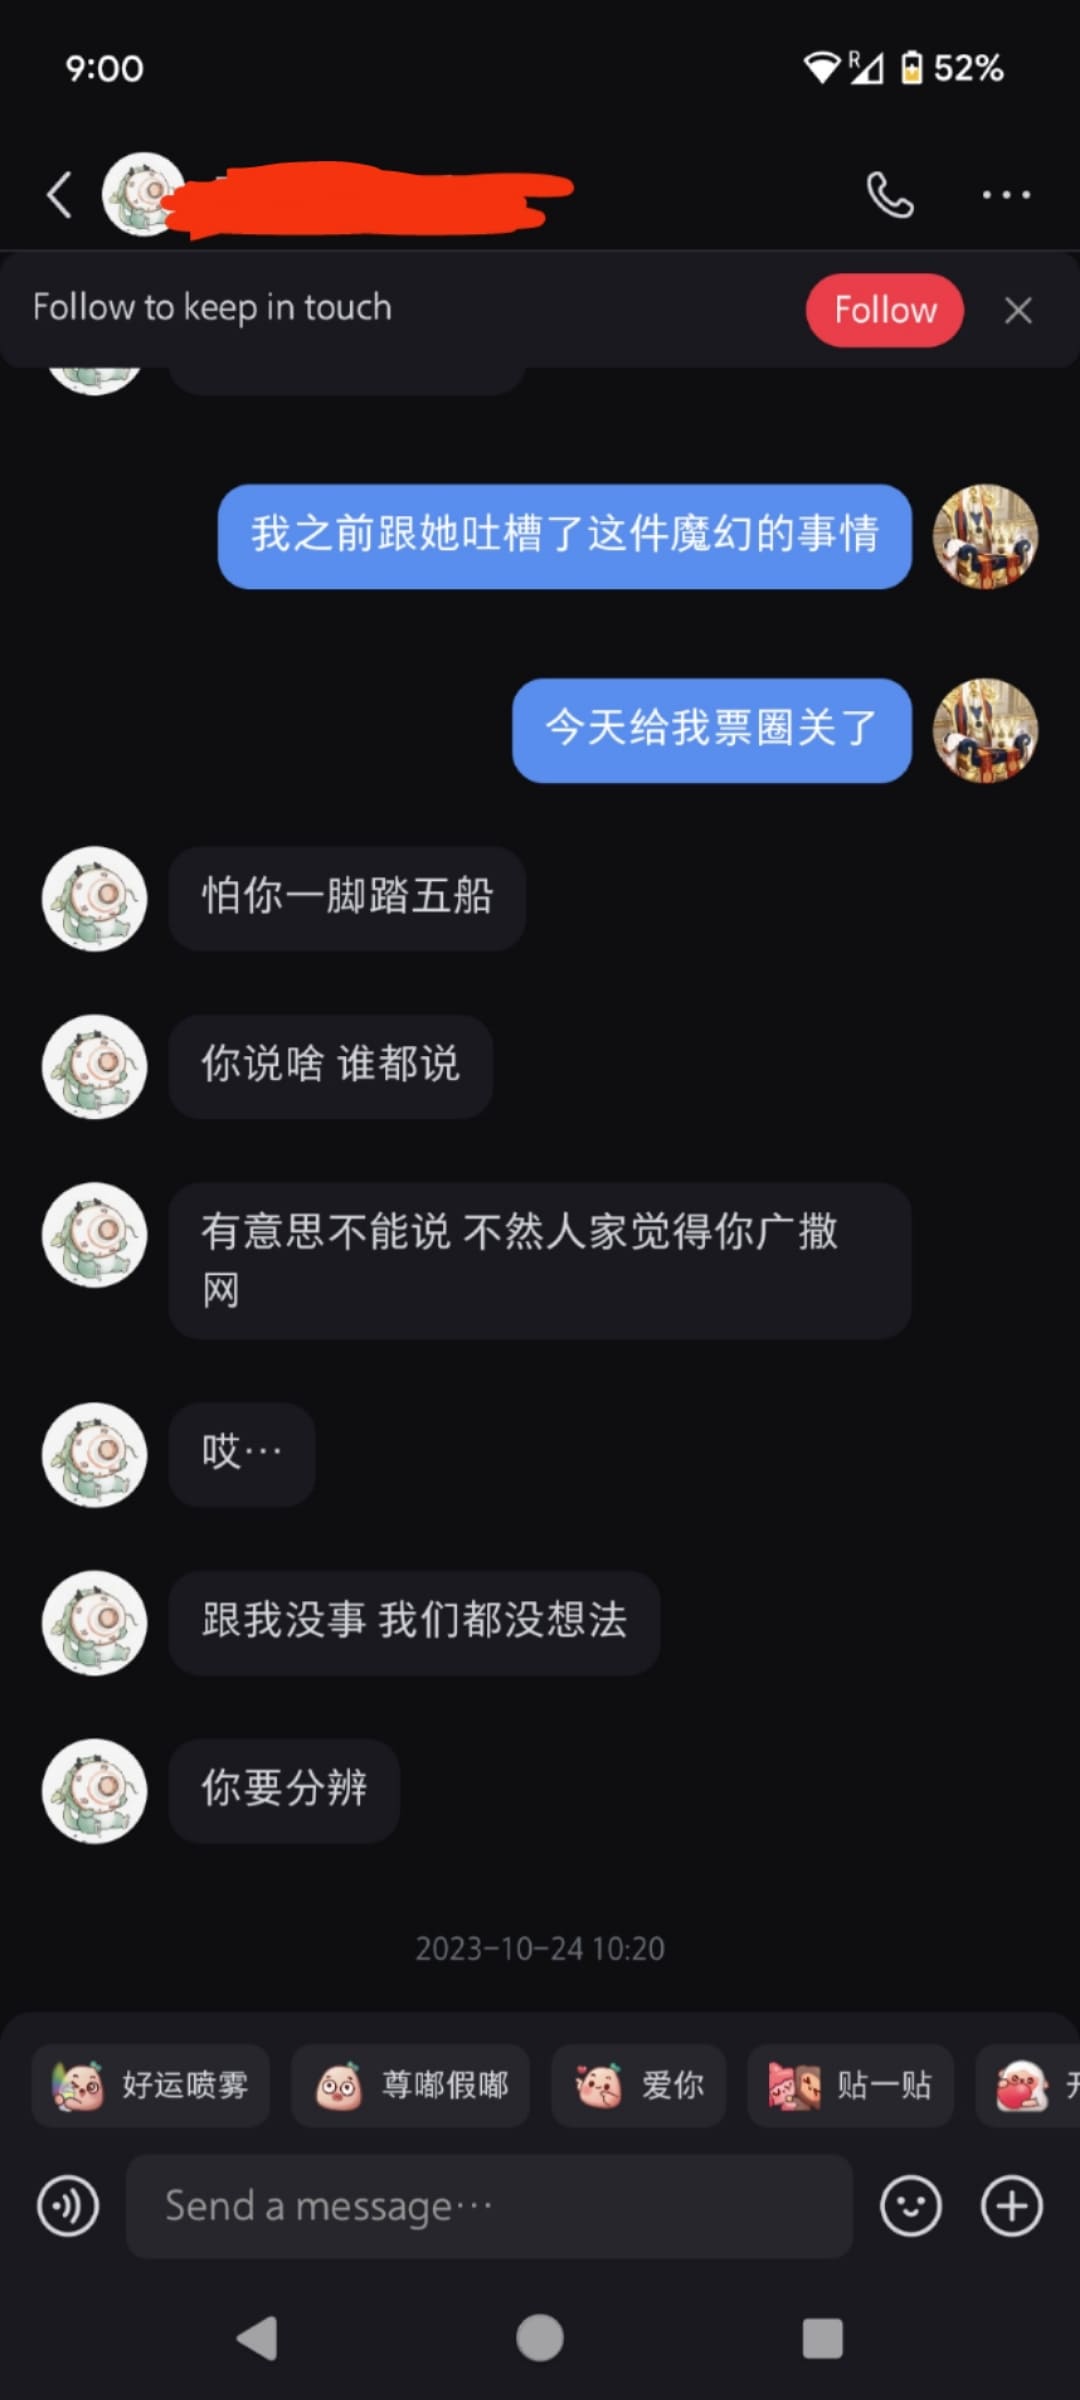 9:00
R
52%
Follow to keep in touch
Follow
我之前跟她吐槽了这件魔幻的事情
今天给我票圈关了
怕你一脚踏五船
你说啥 谁都说
有意思不能说 不然人家觉得你广撒
网
哎…
跟我没事 我们都没想法
你要分辨
2023-10-24 10:20
好运喷雾
尊嘟假嘟
爱你
贴一贴
Send a message…